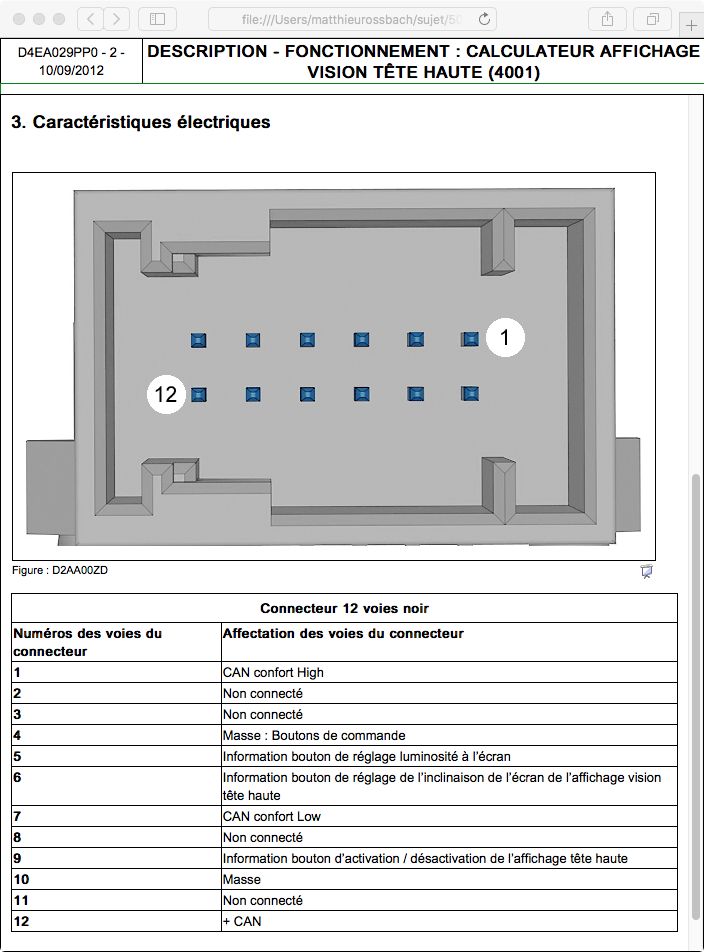 file:///Users/matthieurossbach/sujet/50
D4EA029PP0 - 2 -
10/09/2012
DESCRIPTION - FONCTIONNEMENT : CALCULATEUR AFFICHAGE
VISION TÊTE HAUTE (4001)
3. Caractéristiques électriques
1
12
Figure : D2AA00ZD
Connecteur 12 voies noir
Numéros des voies du
connecteur
Affectation des voies du connecteur
1 CAN confort High
2 Non connecté
3 Non connecté
4 Masse : Boutons de commande
5 Information bouton de réglage luminosité à l'écran
6 Information bouton de réglage de l'inclinaison de l'écran de l'affichage vision
tête haute
7 CAN confort Low
8 Non connecté
9 Information bouton d'activation / désactivation de l'affichage tête haute
10 Masse
11 Non connecté
12 + CAN